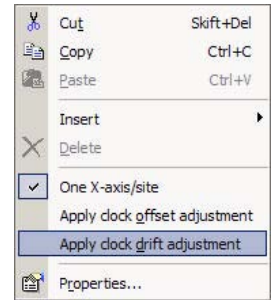 Cut Skift+Del
Copy Ctrl+C
Paste Ctrl+V
Insert
Delete
One X-axis/site
Apply clock offset adjustment
Apply clock drift adjustment
Properties...